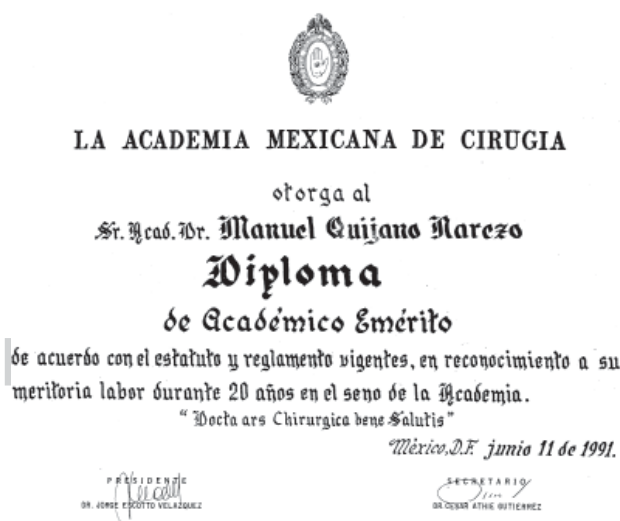 LA ACADEMIA MEXICANA DE CIRUGIA
otorga al
Sr. Acad. Dr. Manuel Quijano Narezo
Diploma
de Académico Emérito
de acuerdo con el estatuto y reglamento vigentes, en reconocimiento a su
meritoria labor durante 20 años en el seno de la Academia.
“Docta ars Chirurgica bene Salutis”
México, D.F. junio 11 de 1991.
PRESIDENTE
DR. JORGE ESCOTTO VELAZQUEZ
SECRETARIO
DR. CESAR ATHIE GUTIERREZ